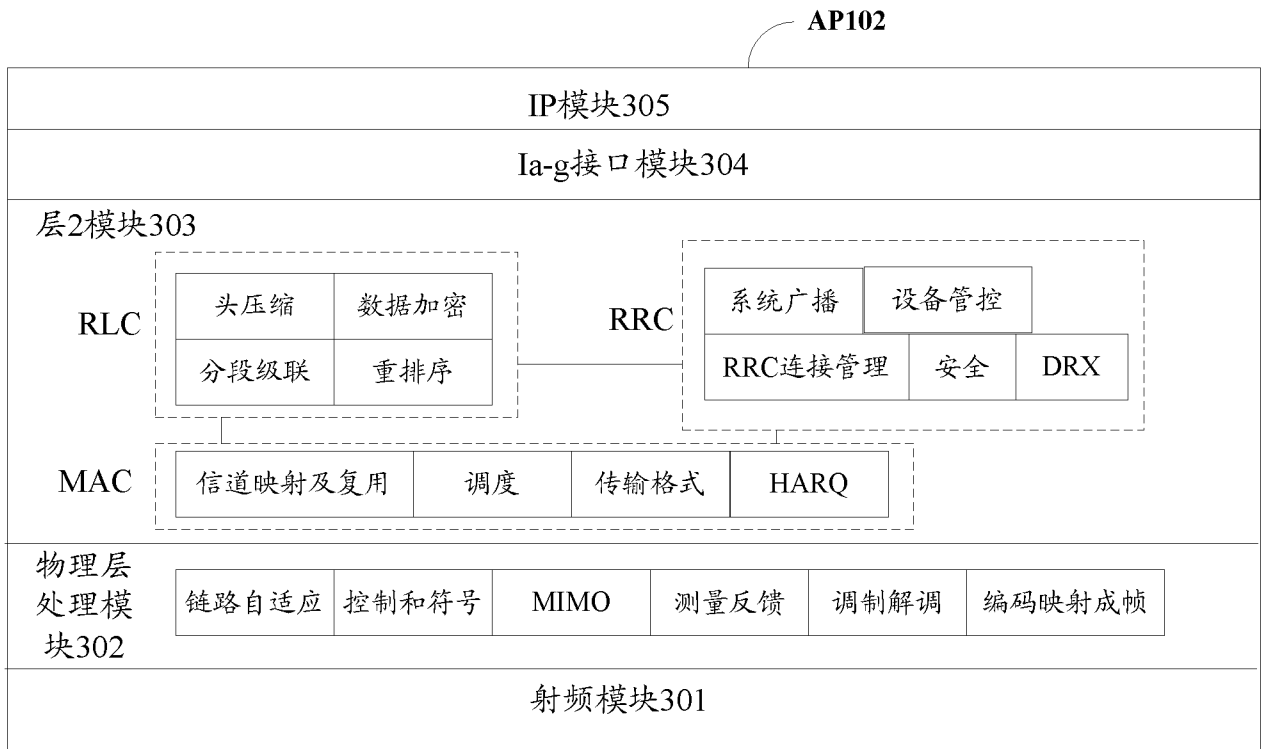 AP102
IP模块305
Ia-g接口模块304
层2模块303
RLC
头压缩
数据加密
分段级联
重排序
RRC
系统广播
设备管控
RRC连接管理
安全
DRX
MAC
信道映射及复用
调度
传输格式
HARQ
物理层
处理模
块302
链路自适应
控制和符号
MIMO
测量反馈
调制解调
编码映射成帧
射频模块301